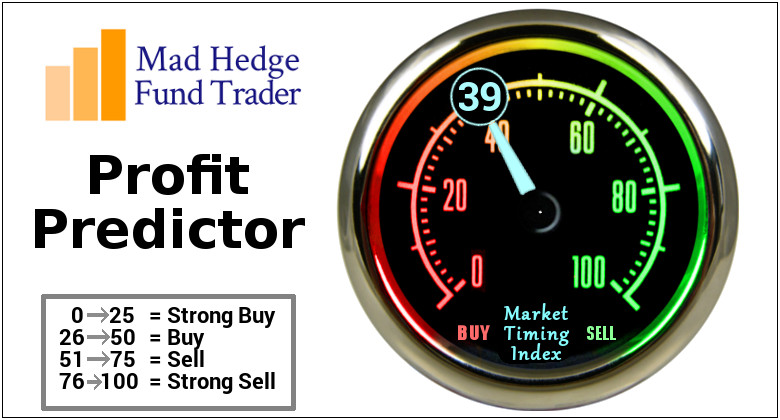 Mad Hedge
Fund Trader
Profit
Predictor
0→25 = Strong Buy
26→50 = Buy
51→75 = Sell
76→100 = Strong Sell
39
40
60
20
80
0
100
BUY
Market
Timing
Index
SELL